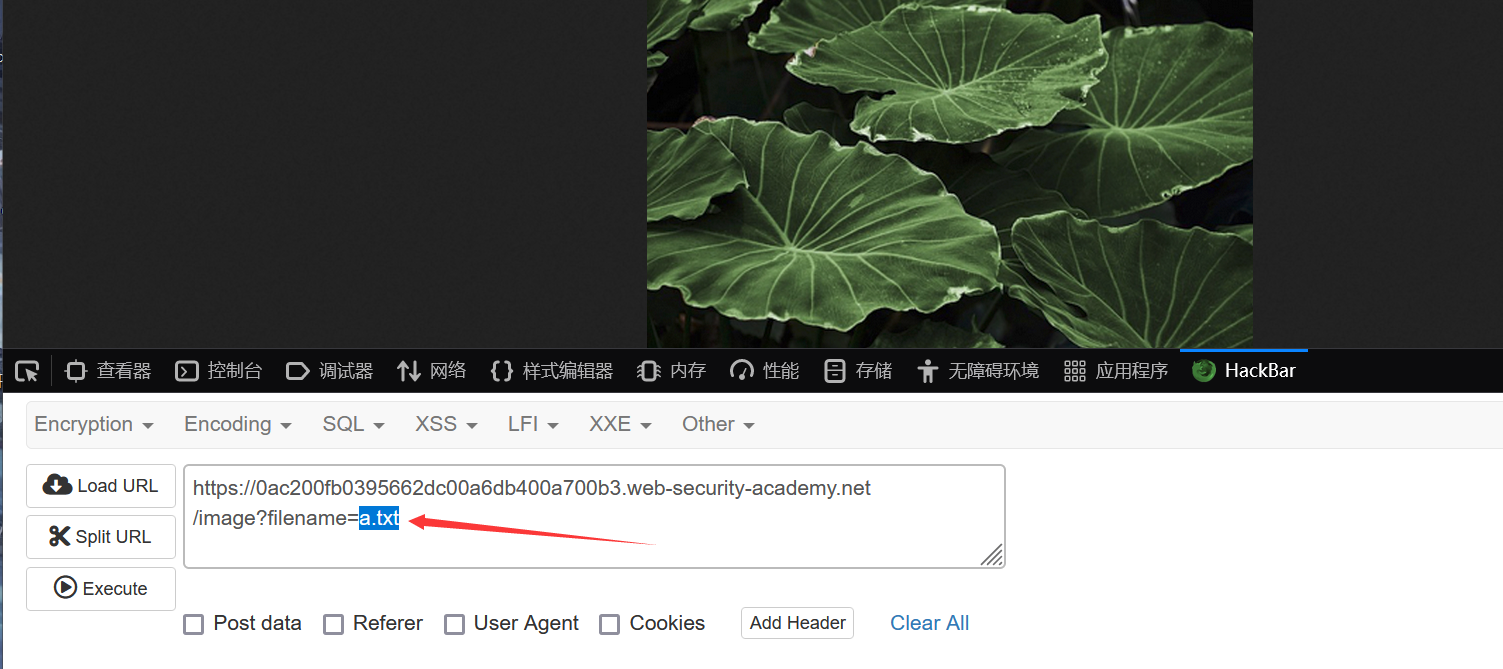 查看器 控制台 调试器 网络 样式编辑器 内存 性能 存储 无障碍环境 应用程序 HackBar
Encryption Encoding SQL XSS LFI XXE Other
Load URL
Split URL
Execute
https://0ac200fb0395662dc00a6db400a700b3.web-security-academy.net
/image?filename=a.txt
Post data Referer User Agent Cookies Add Header Clear All